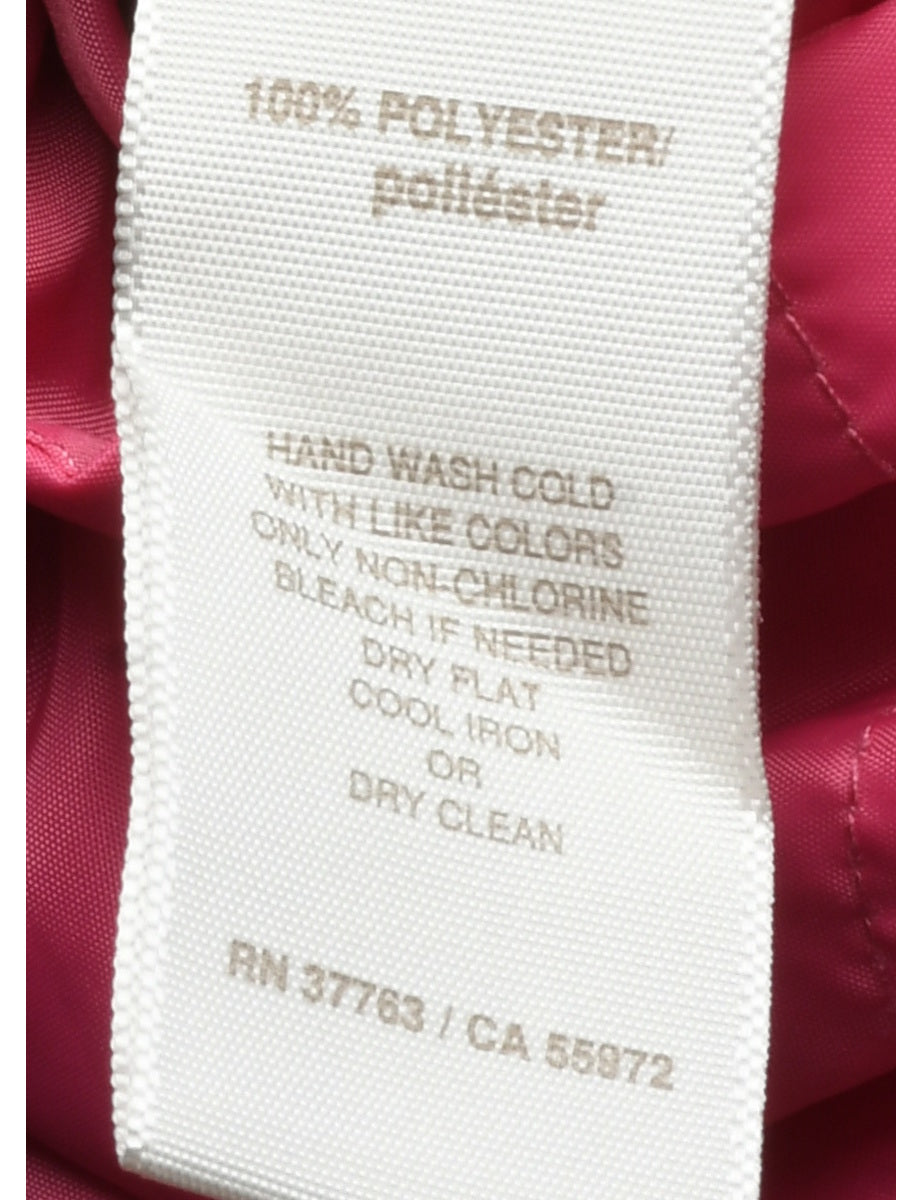 100% POLYESTER/
poliéster
HAND WASH COLD
WITH LIKE COLORS
ONLY NON-CHLORINE
BLEACH IF NEEDED
DRY FLAT
COOL IRON
OR
DRY CLEAN
RN 37763 / CA 55972